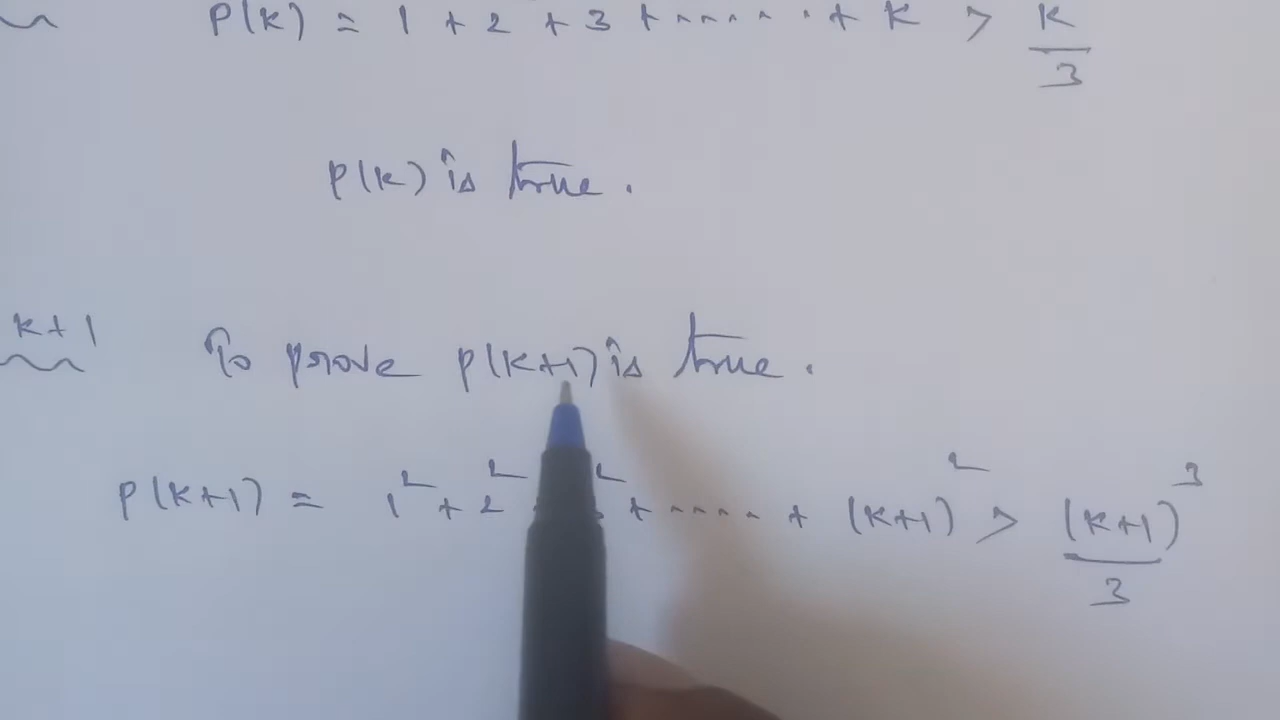 P(k) = 1 + 2 + 3 + ...... + k > k/3
P(k) is true.
k+1 To prove P(k+1) is true.
P(k+1) = 1² + 2² ² + ..... + (k+1)² > (k+1)³/3